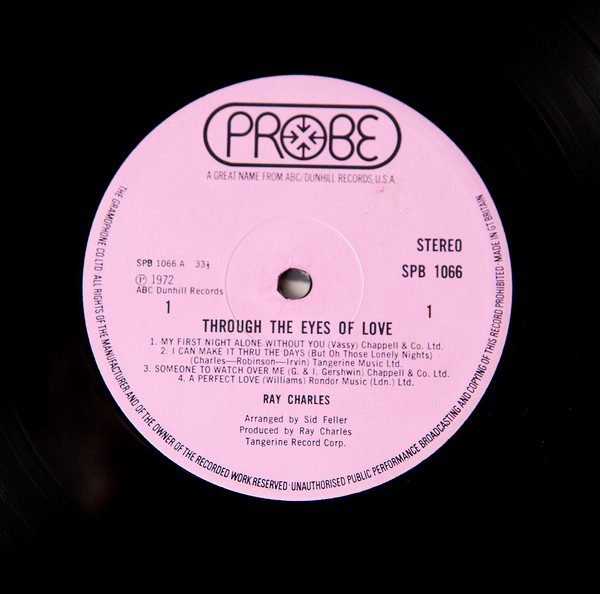 PROBE
A GREAT NAME FROM ABC/DUNHILL RECORDS, U.S.A.
THE GRAMOPHONE CO LTD ALL RIGHTS OF THE MANUFACTURER AND OF THE OWNER OF THE RECORDED WORK RESERVED · UNAUTHORISED PUBLIC PERFORMANCE BROADCASTING AND COPYING OF THIS RECORD PROHIBITED · MADE IN GT BRITAIN
STEREO
SPB 1066 A 33⅓
SPB 1066
℗ 1972
ABC Dunhill Records
1
1
THROUGH THE EYES OF LOVE
1. MY FIRST NIGHT ALONE WITHOUT YOU (Vassy) Chappell & Co. Ltd.
2. I CAN MAKE IT THRU THE DAYS (But Oh Those Lonely Nights)
(Charles—Robinson—Irvin) Tangerine Music Ltd.
3. SOMEONE TO WATCH OVER ME (G. & I. Gershwin) Chappell & Co. Ltd.
4. A PERFECT LOVE (Williams) Rondor Music (Ldn.) Ltd.
RAY CHARLES
Arranged by Sid Feller
Produced by Ray Charles
Tangerine Record Corp.